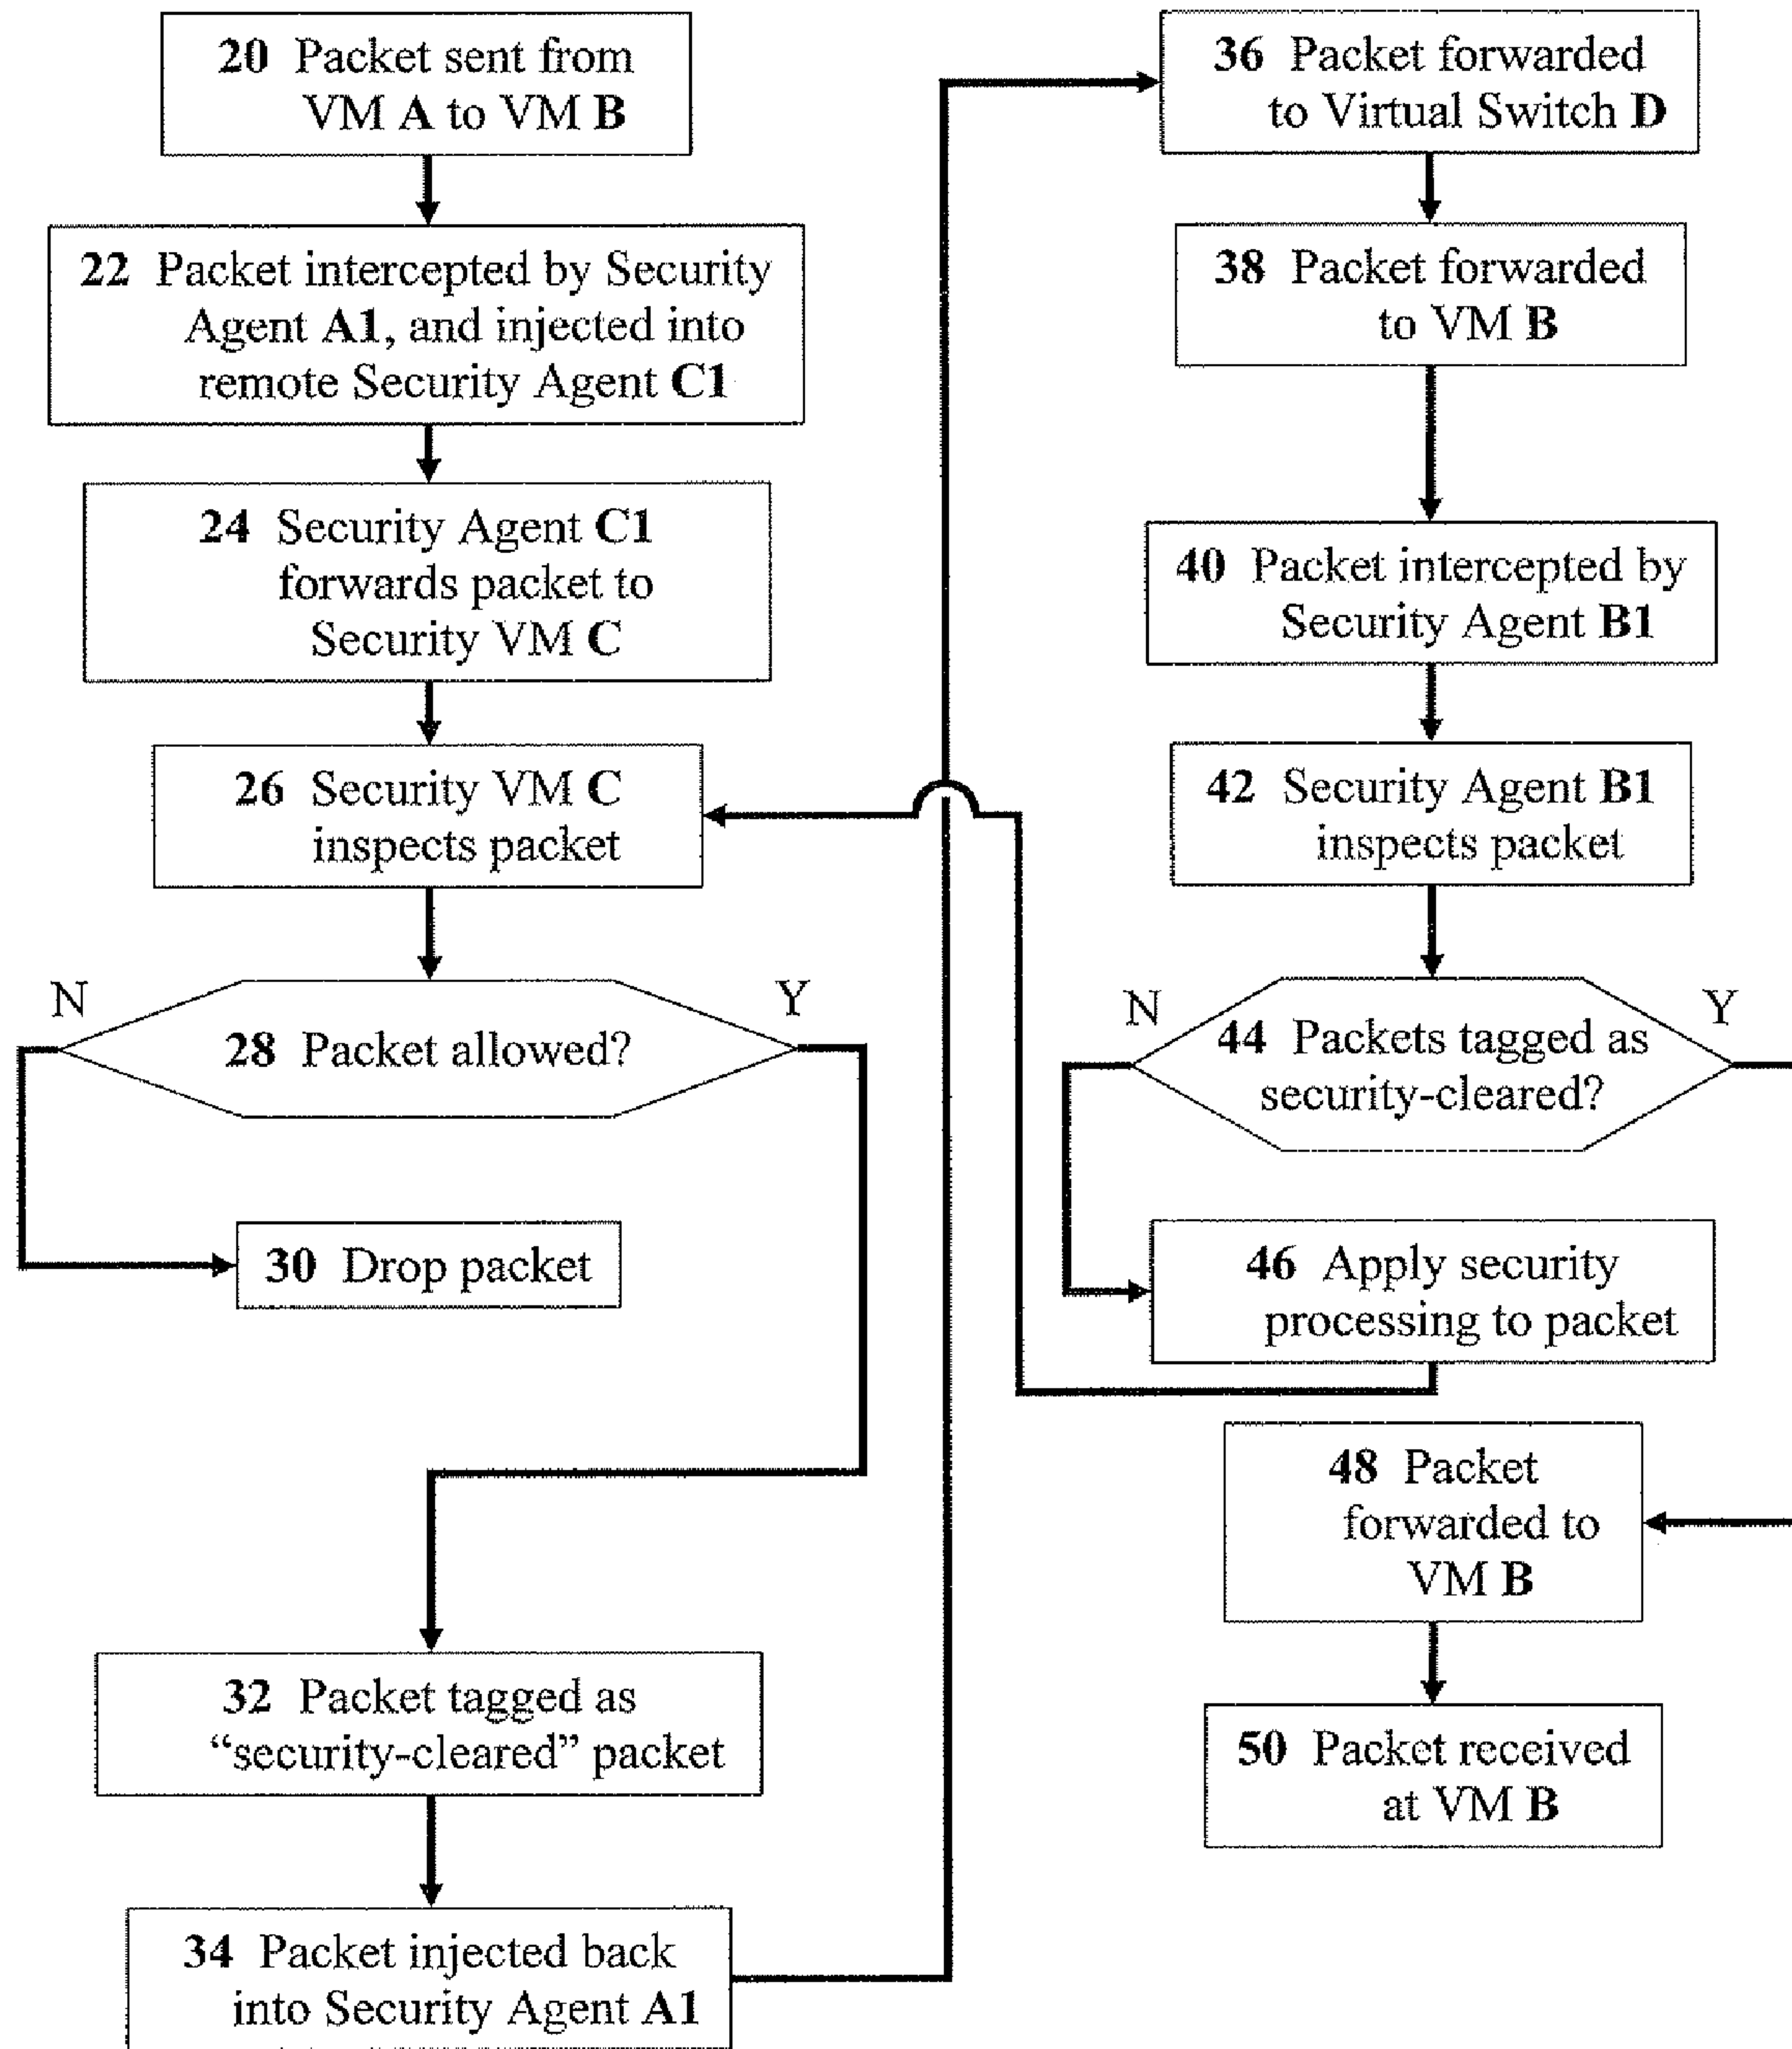 20 Packet sent from
VM A to VM B
22 Packet intercepted by Security
Agent A1, and injected into
remote Security Agent C1
24 Security Agent C1
forwards packet to
Security VM C
26 Security VM C
inspects packet
N
Y
28 Packet allowed?
30 Drop packet
32 Packet tagged as
“security-cleared” packet
34 Packet injected back
into Security Agent A1
36 Packet forwarded
to Virtual Switch D
38 Packet forwarded
to VM B
40 Packet intercepted by
Security Agent B1
42 Security Agent B1
inspects packet
N
Y
44 Packets tagged as
security-cleared?
46 Apply security
processing to packet
48 Packet
forwarded to
VM B
50 Packet received
at VM B